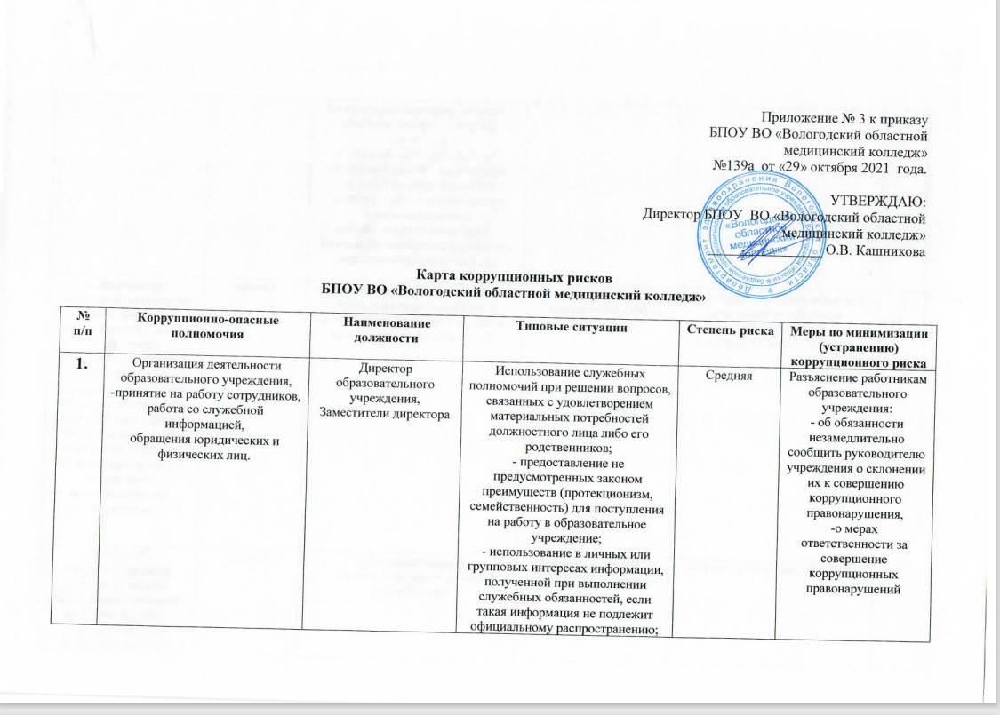 Приложение № 3 к приказу
БПОУ ВО «Вологодский областной
медицинский колледж»
№139а от «29» октября 2021 года.
УТВЕРЖДАЮ:
Директор БПОУ ВО «Вологодский областной
медицинский колледж»
О.В. Кашникова
«Вологодский
областной
медицинский
колледж»
Карта коррупционных рисков
БПОУ ВО «Вологодский областной медицинский колледж»
№
п/п
Коррупционно-опасные
полномочия
Наименование
должности
Типовые ситуации
Степень риска
Меры по минимизации
(устранению)
коррупционного риска
1.
Организация деятельности
образовательного учреждения,
-принятие на работу сотрудников,
работа со служебной
информацией,
обращения юридических и
физических лиц.
Директор
образовательного
учреждения,
Заместители директора
Использование служебных
полномочий при решении вопросов,
связанных с удовлетворением
материальных потребностей
должностного лица либо его
родственников;
- предоставление не
предусмотренных законом
преимуществ (протекционизм,
семейственность) для поступления
на работу в образовательное
учреждение;
- использование в личных или
групповых интересах информации,
полученной при выполнении
служебных обязанностей, если
такая информация не подлежит
официальному распространению;
Средняя
Разъяснение работникам
образовательного
учреждения:
- об обязанности
незамедлительно
сообщить руководителю
учреждения о склонении
их к совершению
коррупционного
правонарушения,
-о мерах
ответственности за
совершение
коррупционных
правонарушений